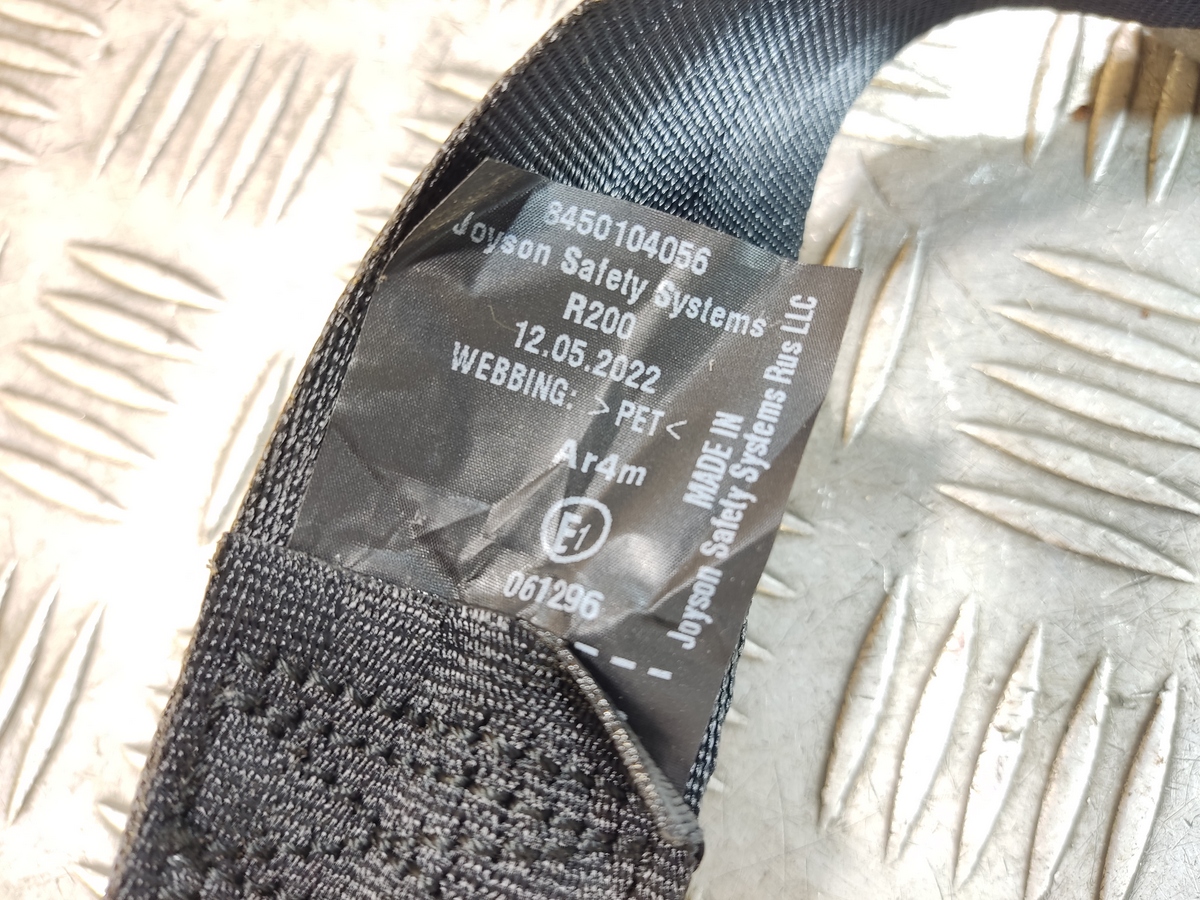 8450104056
Joyson Safety Systems
R200
12.05.2022
WEBBING: >PET<
Ar4m
E1
061296
---
MADE IN
Joyson Safety Systems Rus LLC